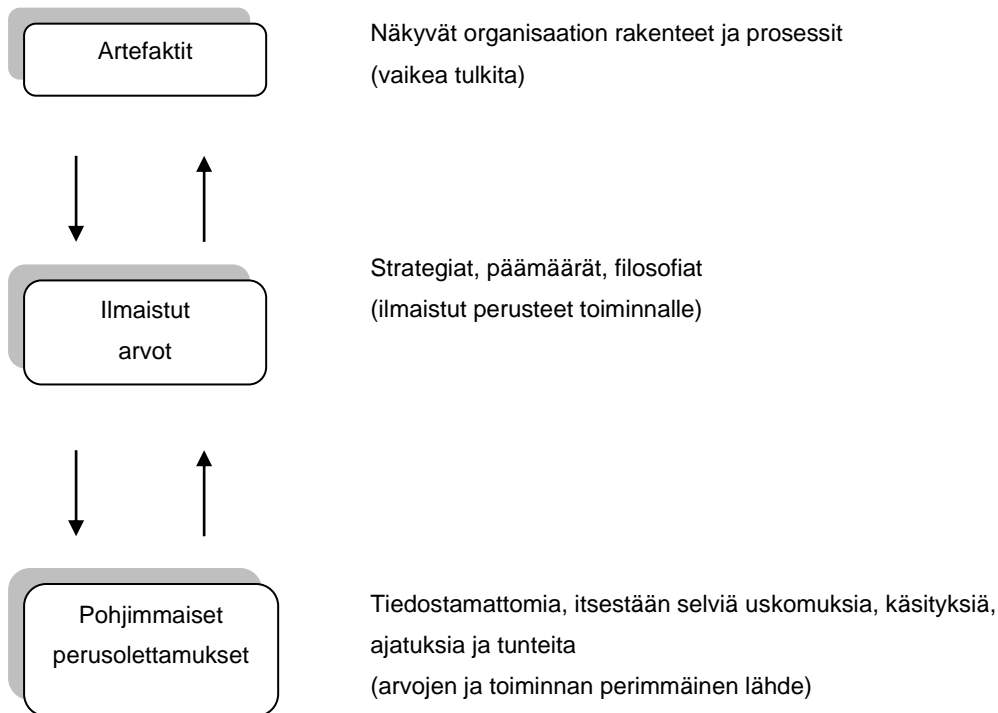 Artefaktit
Näkyvät organisaation rakenteet ja prosessit
(vaikea tulkita)
Ilmaistut
arvot
Strategiat, päämäärät, filosofiat
(ilmaistut perusteet toiminnalle)
Pohjimmaiset
perusolettamukset
Tiedostamattomia, itsestään selviä uskomuksia, käsityksiä,
ajatuksia ja tunteita
(arvojen ja toiminnan perimmäinen lähde)